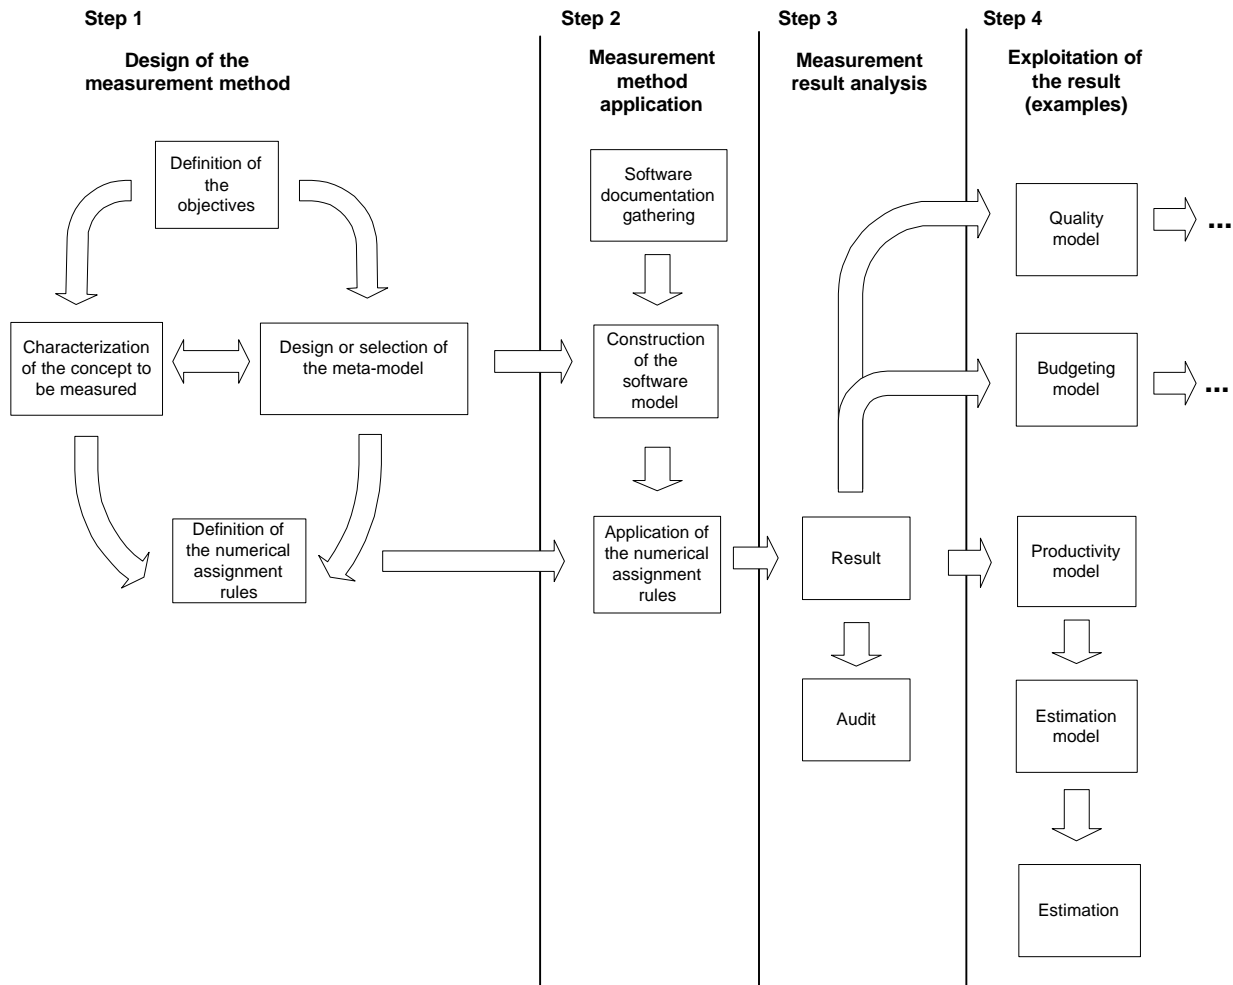 Step 1
Design of the
measurement method
Definition of
the
objectives
Characterization
of the concept to
be measured
Design or selection of
the meta-model
Definition of
the numerical
assignment
rules
Step 2
Measurement
method
application
Software
documentation
gathering
Construction
of the
software
model
Application of
the numerical
assignment
rules
Step 3
Measurement
result analysis
Result
Audit
Step 4
Exploitation of
the result
(examples)
Quality
model
...
Budgeting
model
...
Productivity
model
Estimation
model
Estimation